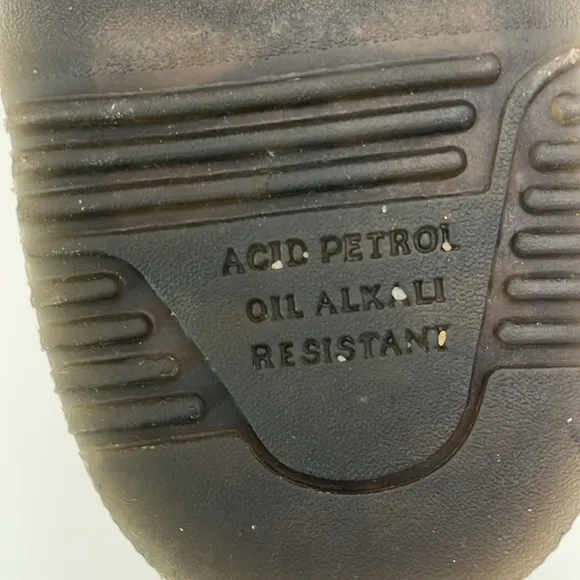 ACID PETROL
OIL ALKALI
RESISTANT